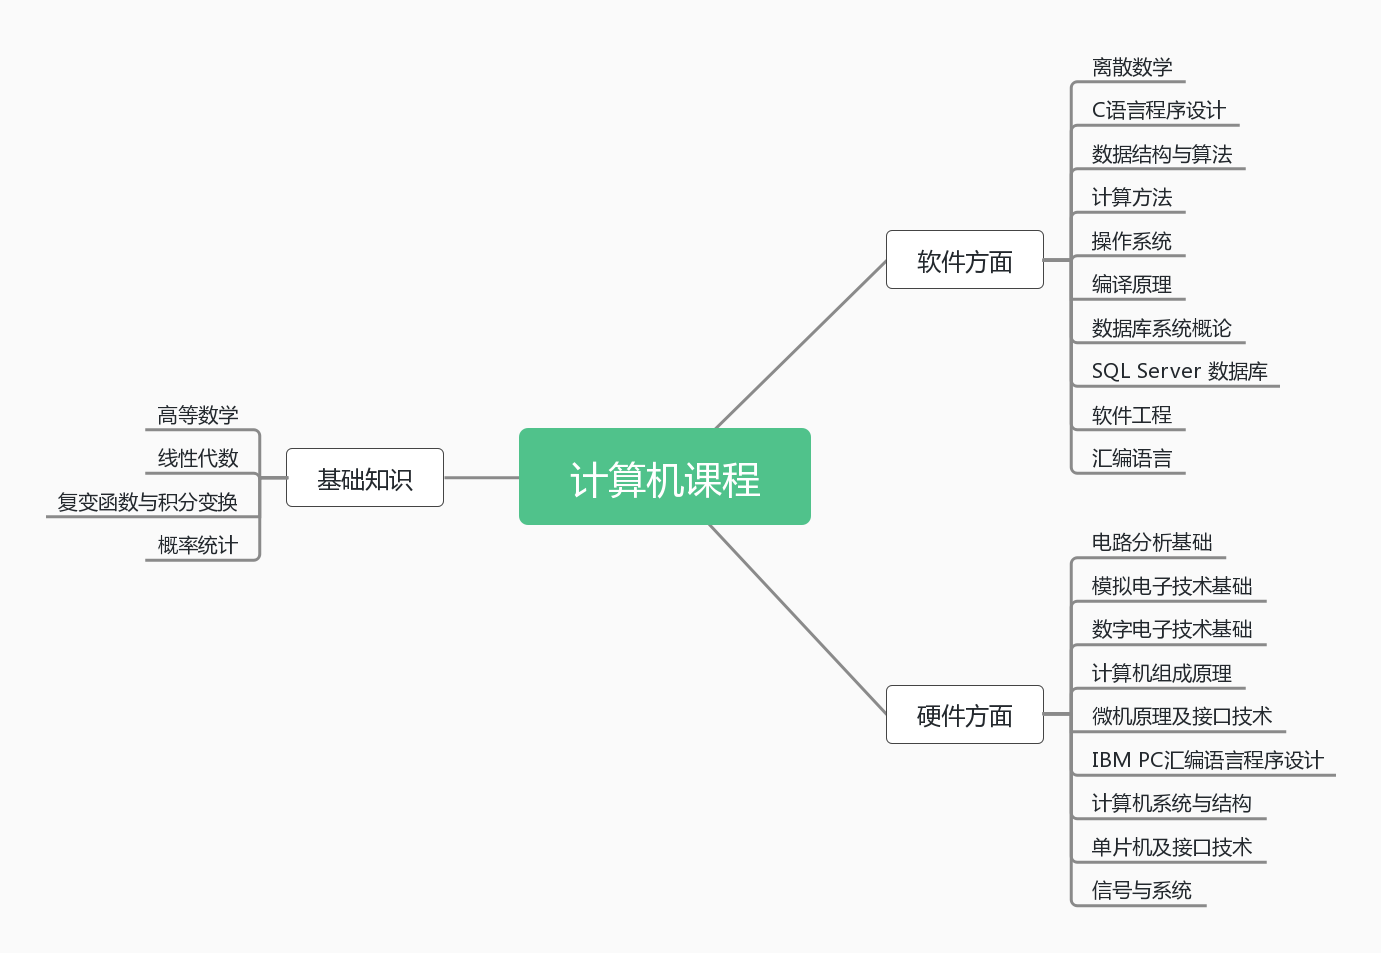 计算机课程
基础知识
高等数学
线性代数
复变函数与积分变换
概率统计
软件方面
离散数学
C语言程序设计
数据结构与算法
计算方法
操作系统
编译原理
数据库系统概论
SQL Server 数据库
软件工程
汇编语言
硬件方面
电路分析基础
模拟电子技术基础
数字电子技术基础
计算机组成原理
微机原理及接口技术
IBM PC汇编语言程序设计
计算机系统与结构
单片机及接口技术
信号与系统